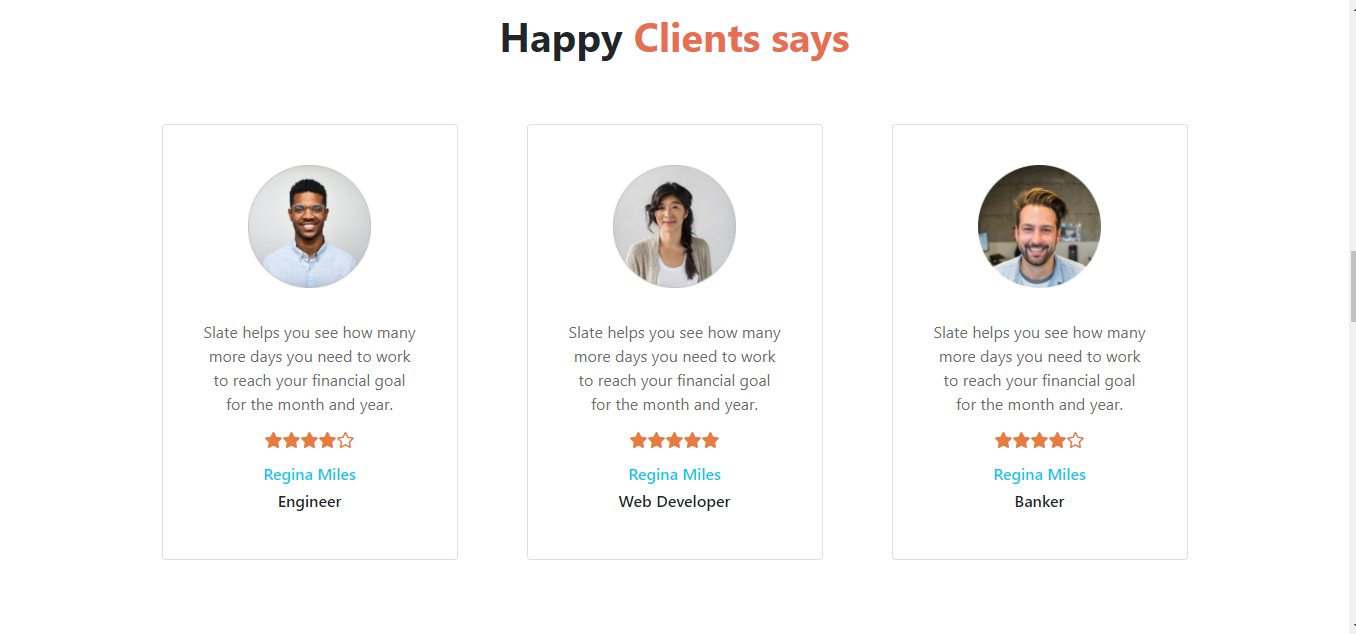 Happy Clients says
Slate helps you see how many
more days you need to work
to reach your financial goal
for the month and year.
Regina Miles
Engineer
Slate helps you see how many
more days you need to work
to reach your financial goal
for the month and year.
Regina Miles
Web Developer
Slate helps you see how many
more days you need to work
to reach your financial goal
for the month and year.
Regina Miles
Banker